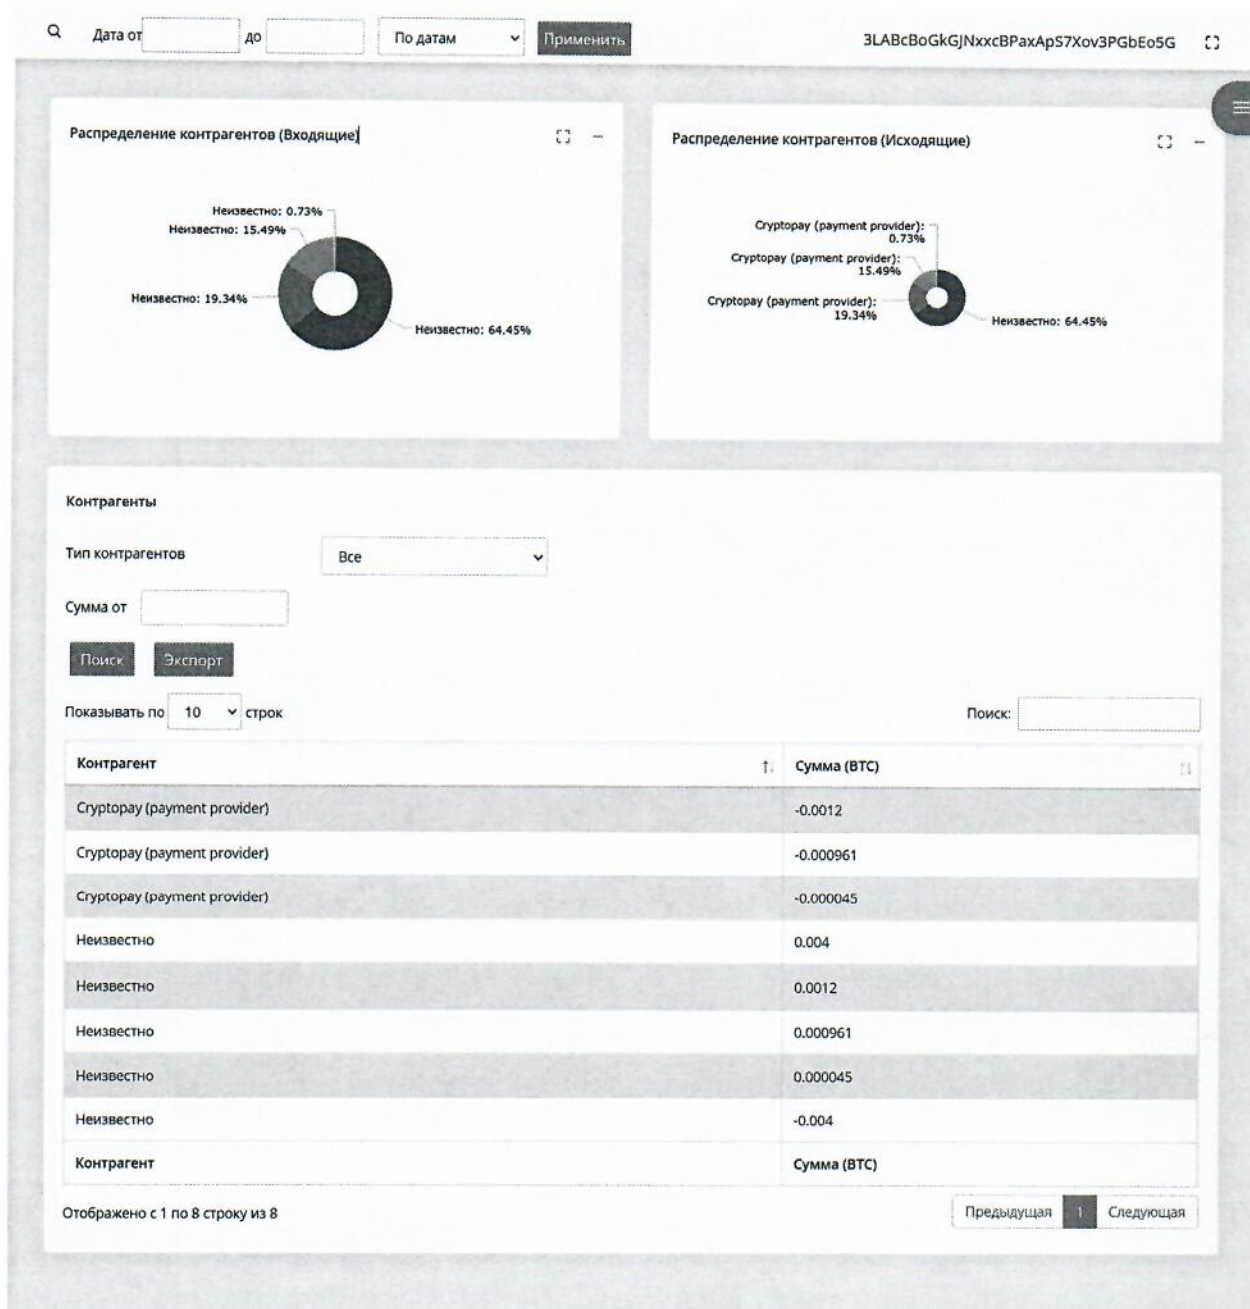 Дата от до По датам Применить 3LABcBoGkGJNxxcBPaxApS7Xov3PGbEo5G
Распределение контрагентов (Входящие)
Неизвестно: 0.73%
Неизвестно: 15.49%
Неизвестно: 19.34%
Неизвестно: 64.45%
Распределение контрагентов (Исходящие)
Cryptopay (payment provider):
0.73%
Cryptopay (payment provider):
15.49%
Cryptopay (payment provider):
19.34%
Неизвестно: 64.45%
Контрагенты
Тип контрагентов Все
Сумма от
Поиск Экспорт
Показывать по 10 строк Поиск:
Контрагент Сумма (BTC)
Cryptopay (payment provider) -0.0012
Cryptopay (payment provider) -0.000961
Cryptopay (payment provider) -0.000045
Неизвестно 0.004
Неизвестно 0.0012
Неизвестно 0.000961
Неизвестно 0.000045
Неизвестно -0.004
Контрагент Сумма (BTC)
Отображено с 1 по 8 строку из 8 Предыдущая 1 Следующая